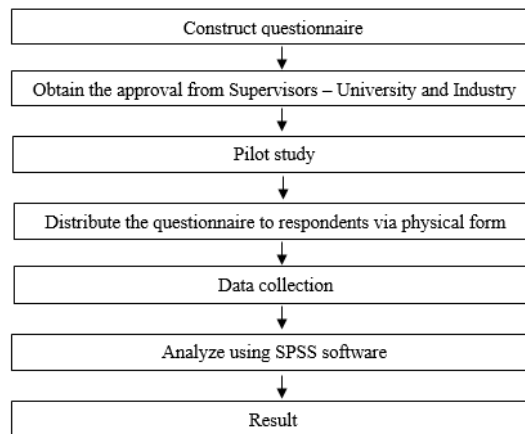 Construct questionnaire
Obtain the approval from Supervisors – University and Industry
Pilot study
Distribute the questionnaire to respondents via physical form
Data collection
Analyze using SPSS software
Result